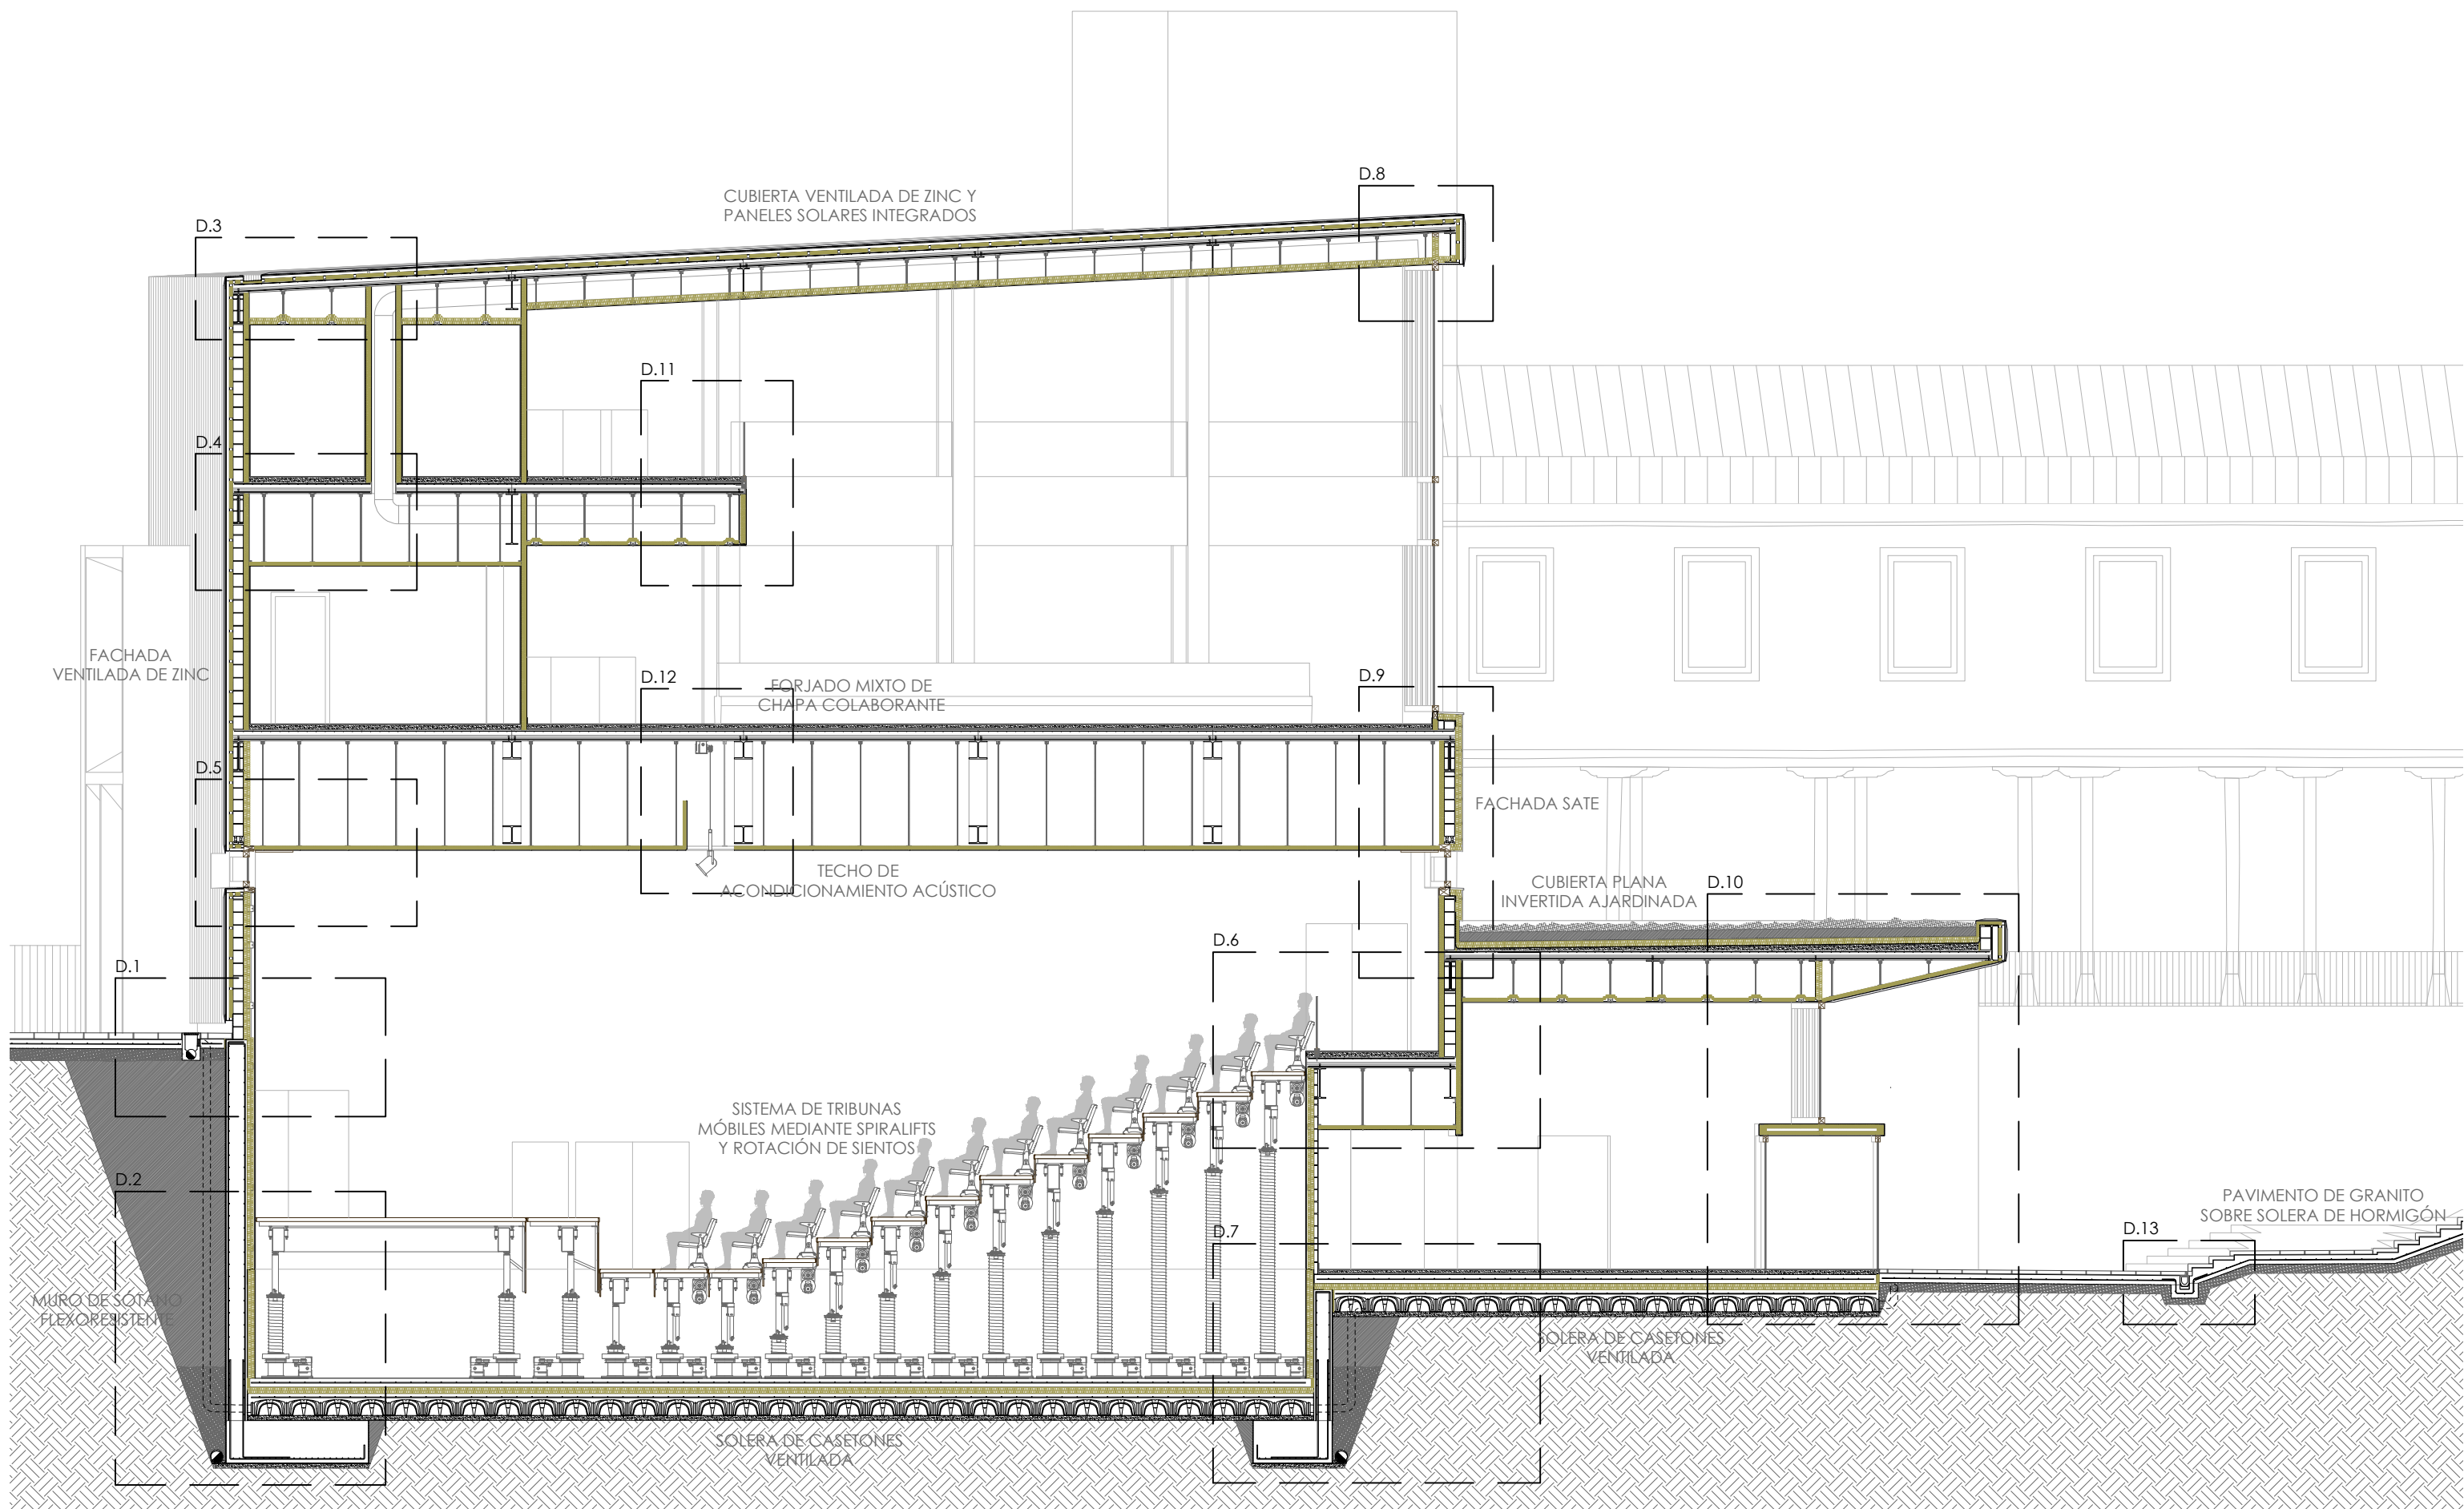 D.8
CUBIERTA VENTILADA DE ZINC Y
PANELES SOLARES INTEGRADOS
D.3
D.11
D.4
FACHADA
VENTILADA DE ZINC
D.12
FORJADO MIXTO DE
CHAPA COLABORANTE
D.9
D.5
FACHADA SATE
TECHO DE
ACONDICIONAMIENTO ACÚSTICO
CUBIERTA PLANA
INVERTIDA AJARDINADA
D.10
D.6
D.1
SISTEMA DE TRIBUNAS
MÓBILES MEDIANTE SPIRALIFTS
Y ROTACIÓN DE SIENTOS
D.2
PAVIMENTO DE GRANITO
SOBRE SOLERA DE HORMIGÓN
D.7
D.13
MURO DE SÓTANO
FLEXORESISTENTE
SOLERA DE CASETONES
VENTILADA
SOLERA DE CASETONES
VENTILADA